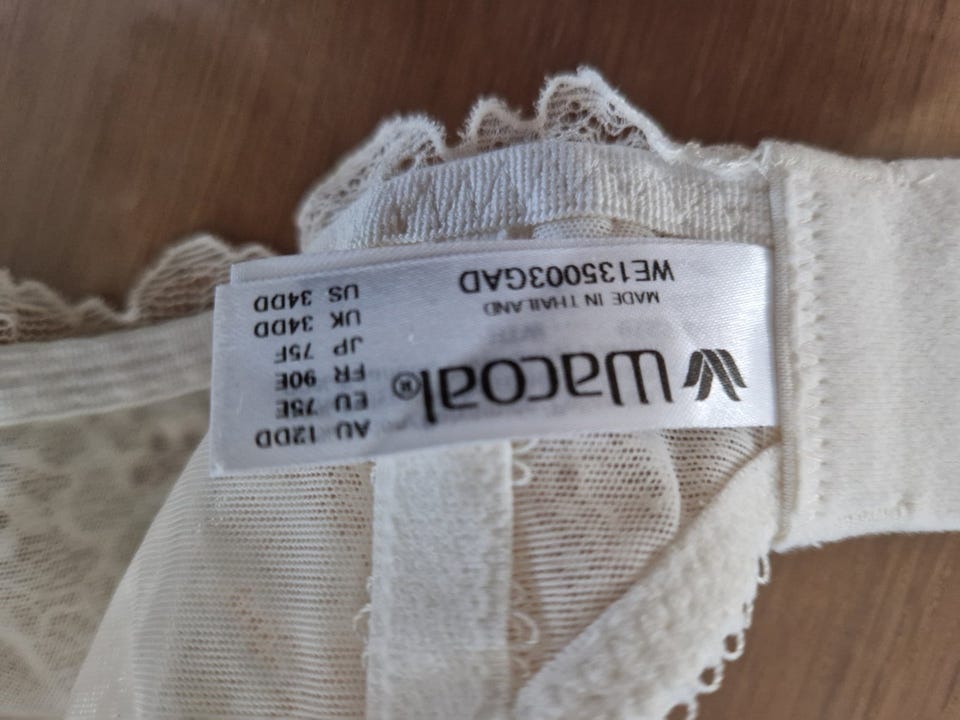 Wacoal®
MADE IN THAILAND
WE135003GAD
AU 12DD
EU 75E
FR 90E
JP 75F
UK 34DD
US 34DD